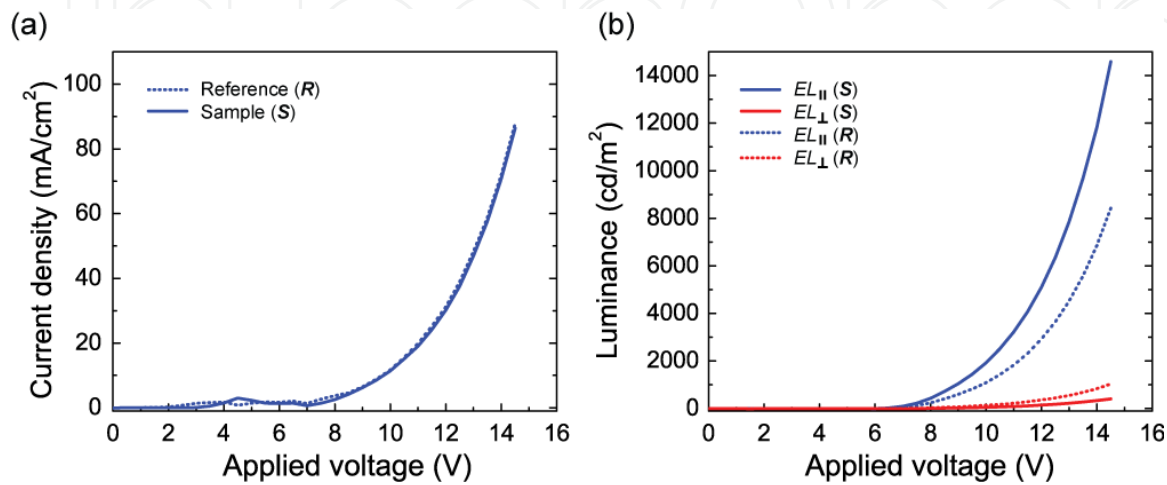 (a)
Current density (mA/cm²)
100
80
60
40
20
0
Reference (R)
Sample (S)
0 2 4 6 8 10 12 14 16
Applied voltage (V)
(b)
Luminance (cd/m²)
14000
12000
10000
8000
6000
4000
2000
0
EL∥ (S)
EL⊥ (S)
EL∥ (R)
EL⊥ (R)
0 2 4 6 8 10 12 14 16
Applied voltage (V)